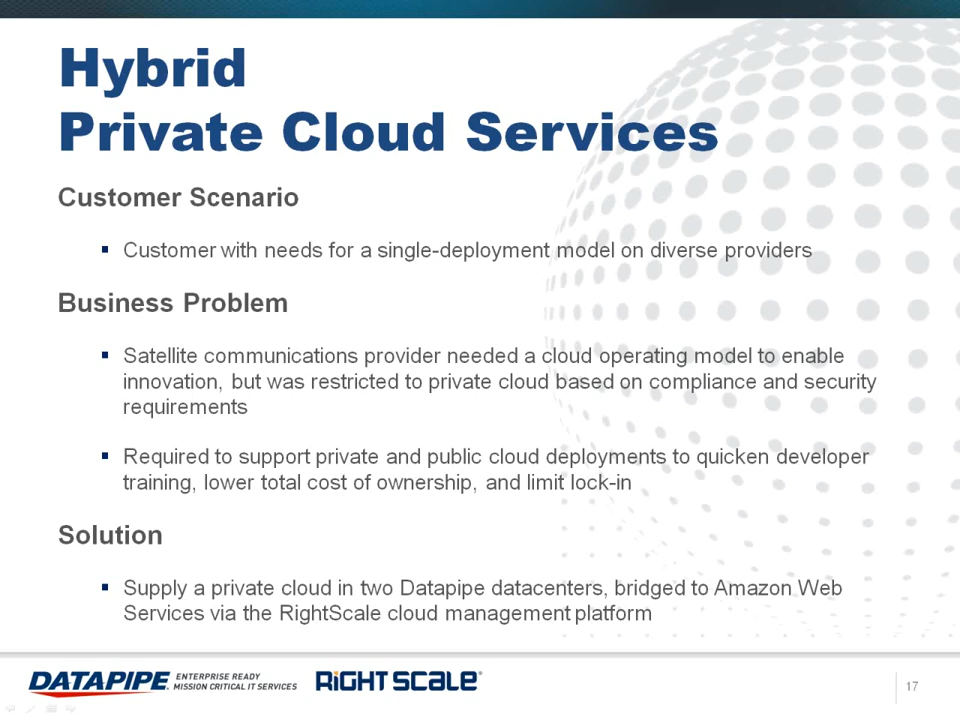 Hybrid
Private Cloud Services
Customer Scenario
▪ Customer with needs for a single-deployment model on diverse providers
Business Problem
▪ Satellite communications provider needed a cloud operating model to enable
innovation, but was restricted to private cloud based on compliance and security
requirements
▪ Required to support private and public cloud deployments to quicken developer
training, lower total cost of ownership, and limit lock-in
Solution
▪ Supply a private cloud in two Datapipe datacenters, bridged to Amazon Web
Services via the RightScale cloud management platform
DATAPIPE. ENTERPRISE READY
MISSION CRITICAL IT SERVICES
RIGHTSCALE®
17